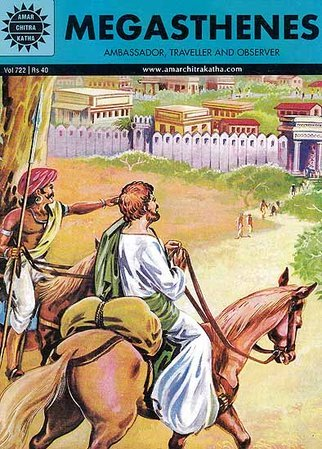 AMAR
CHITRA
KATHA
MEGASTHENES
AMBASSADOR, TRAVELLER AND OBSERVER
Vol 722 | Rs 40
www.amarchitrakatha.com